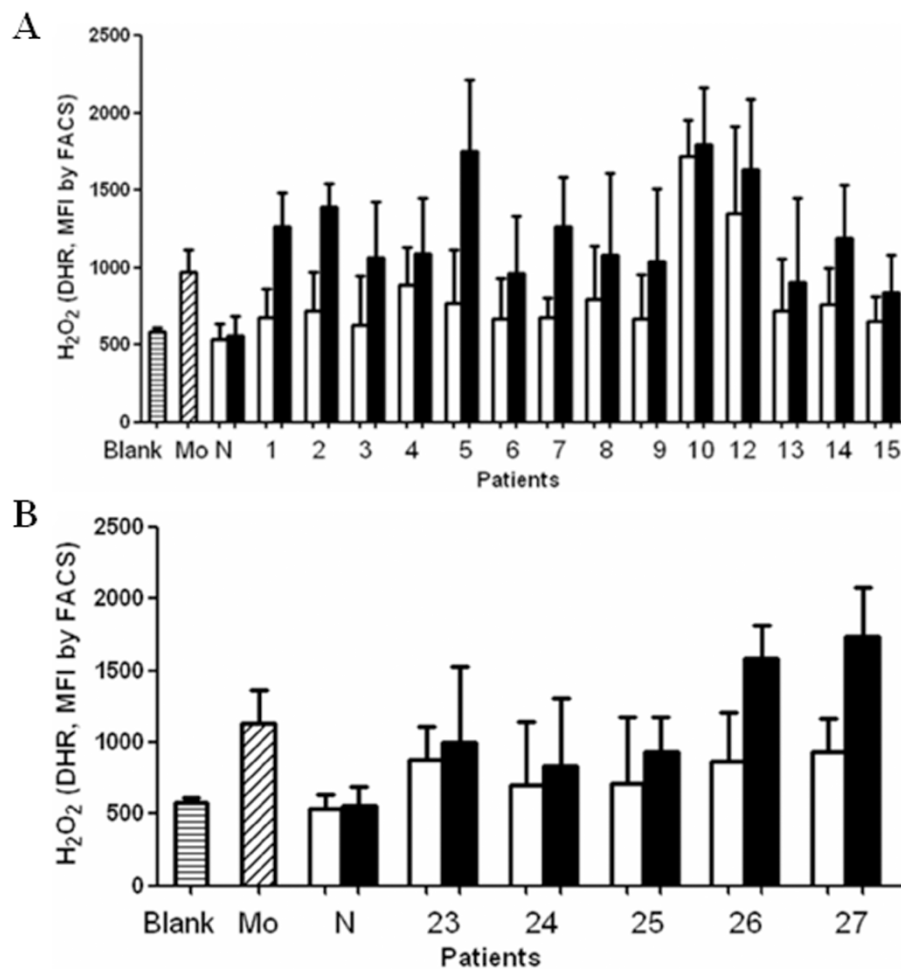 A
H₂O₂ (DHR, MFI by FACS)
2500
2000
1500
1000
500
0
Blank Mo N 1 2 3 4 5 6 7 8 9 10 12 13 14 15
Patients
B
H₂O₂ (DHR, MFI by FACS)
2500
2000
1500
1000
500
0
Blank Mo N 23 24 25 26 27
Patients